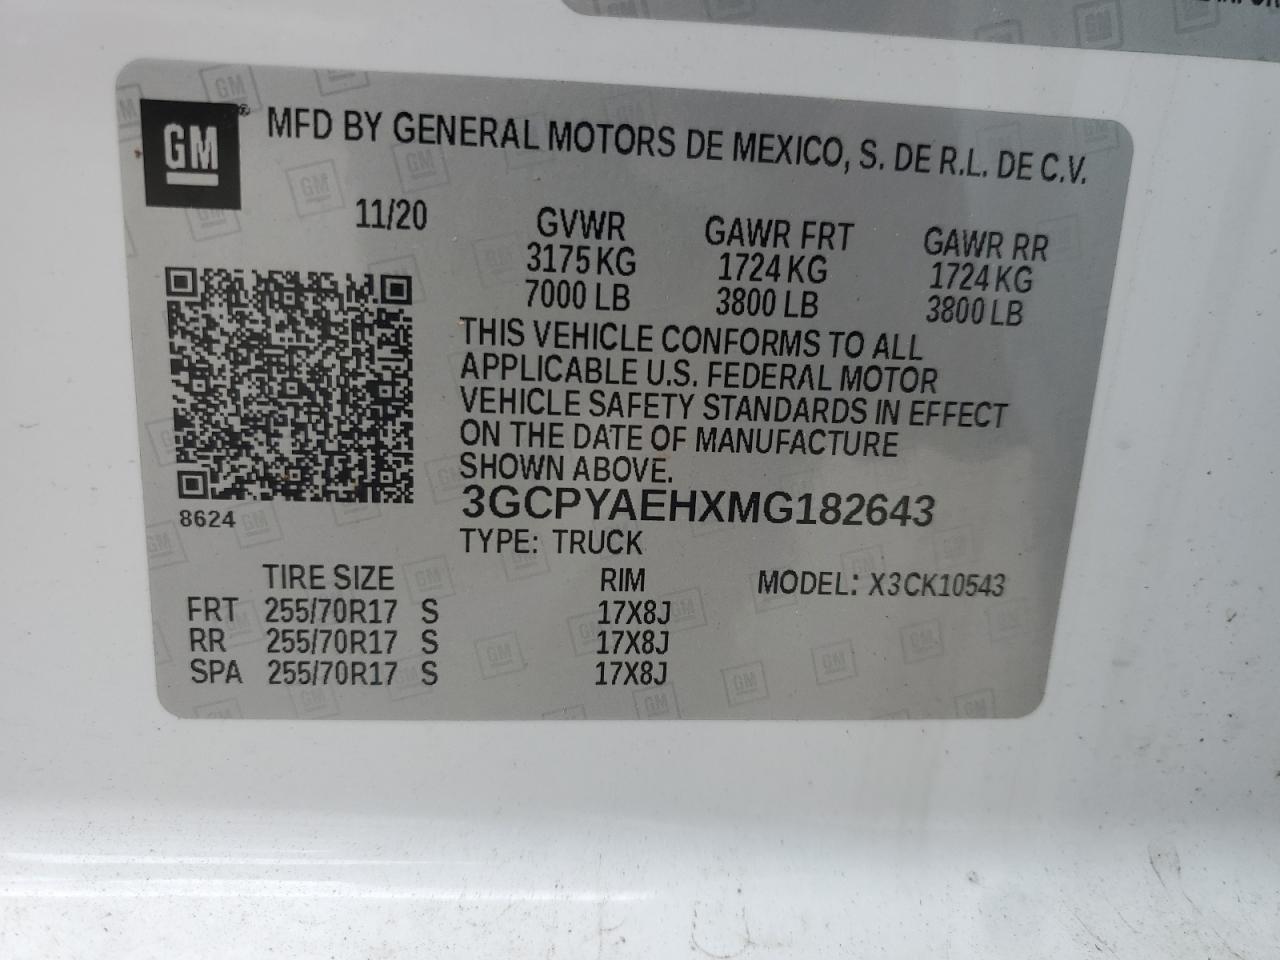 GM® MFD BY GENERAL MOTORS DE MEXICO, S. DE R.L. DE C.V.
11/20 GVWR GAWR FRT GAWR RR
3175 KG 1724 KG 1724 KG
7000 LB 3800 LB 3800 LB
THIS VEHICLE CONFORMS TO ALL
APPLICABLE U.S. FEDERAL MOTOR
VEHICLE SAFETY STANDARDS IN EFFECT
ON THE DATE OF MANUFACTURE
SHOWN ABOVE.
3GCPYAEHXMG182643
8624
TYPE: TRUCK
TIRE SIZE RIM MODEL: X3CK10543
FRT 255/70R17 S 17X8J
RR 255/70R17 S 17X8J
SPA 255/70R17 S 17X8J